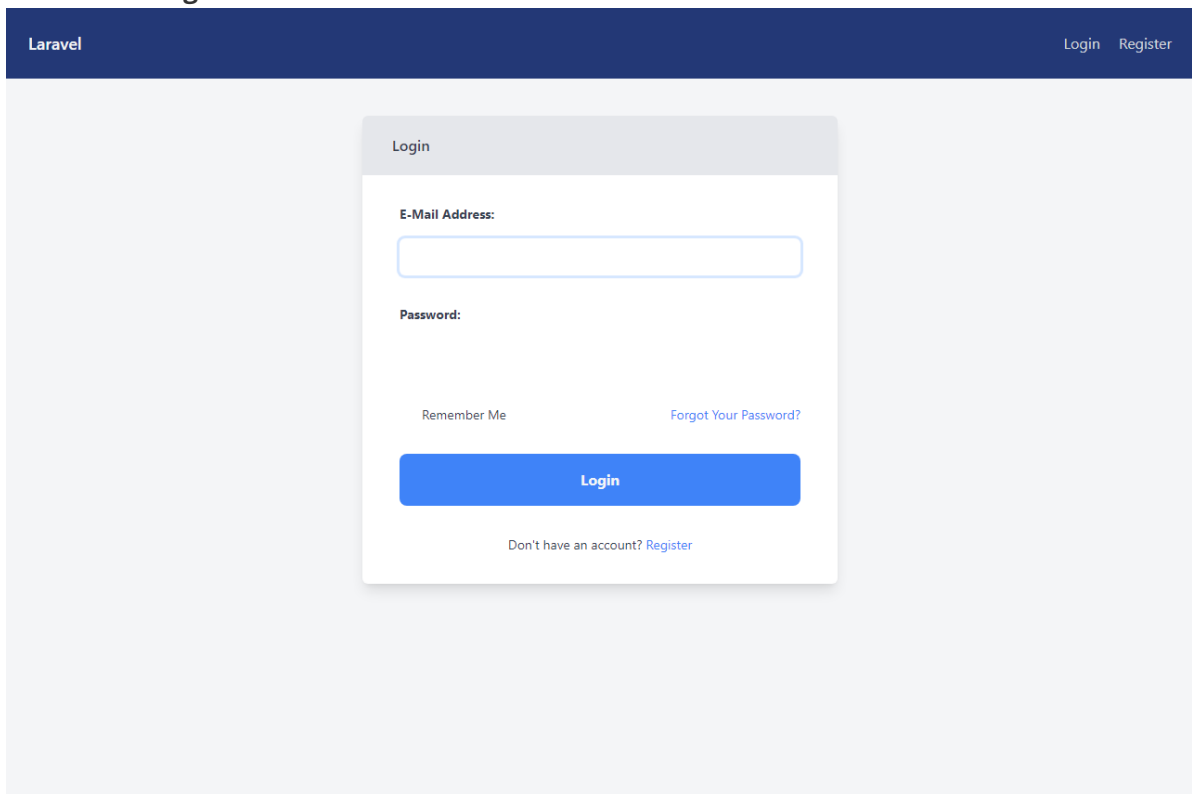 Laravel
Login Register
Login
E-Mail Address:
Password:
Remember Me
Forgot Your Password?
Login
Don't have an account? Register